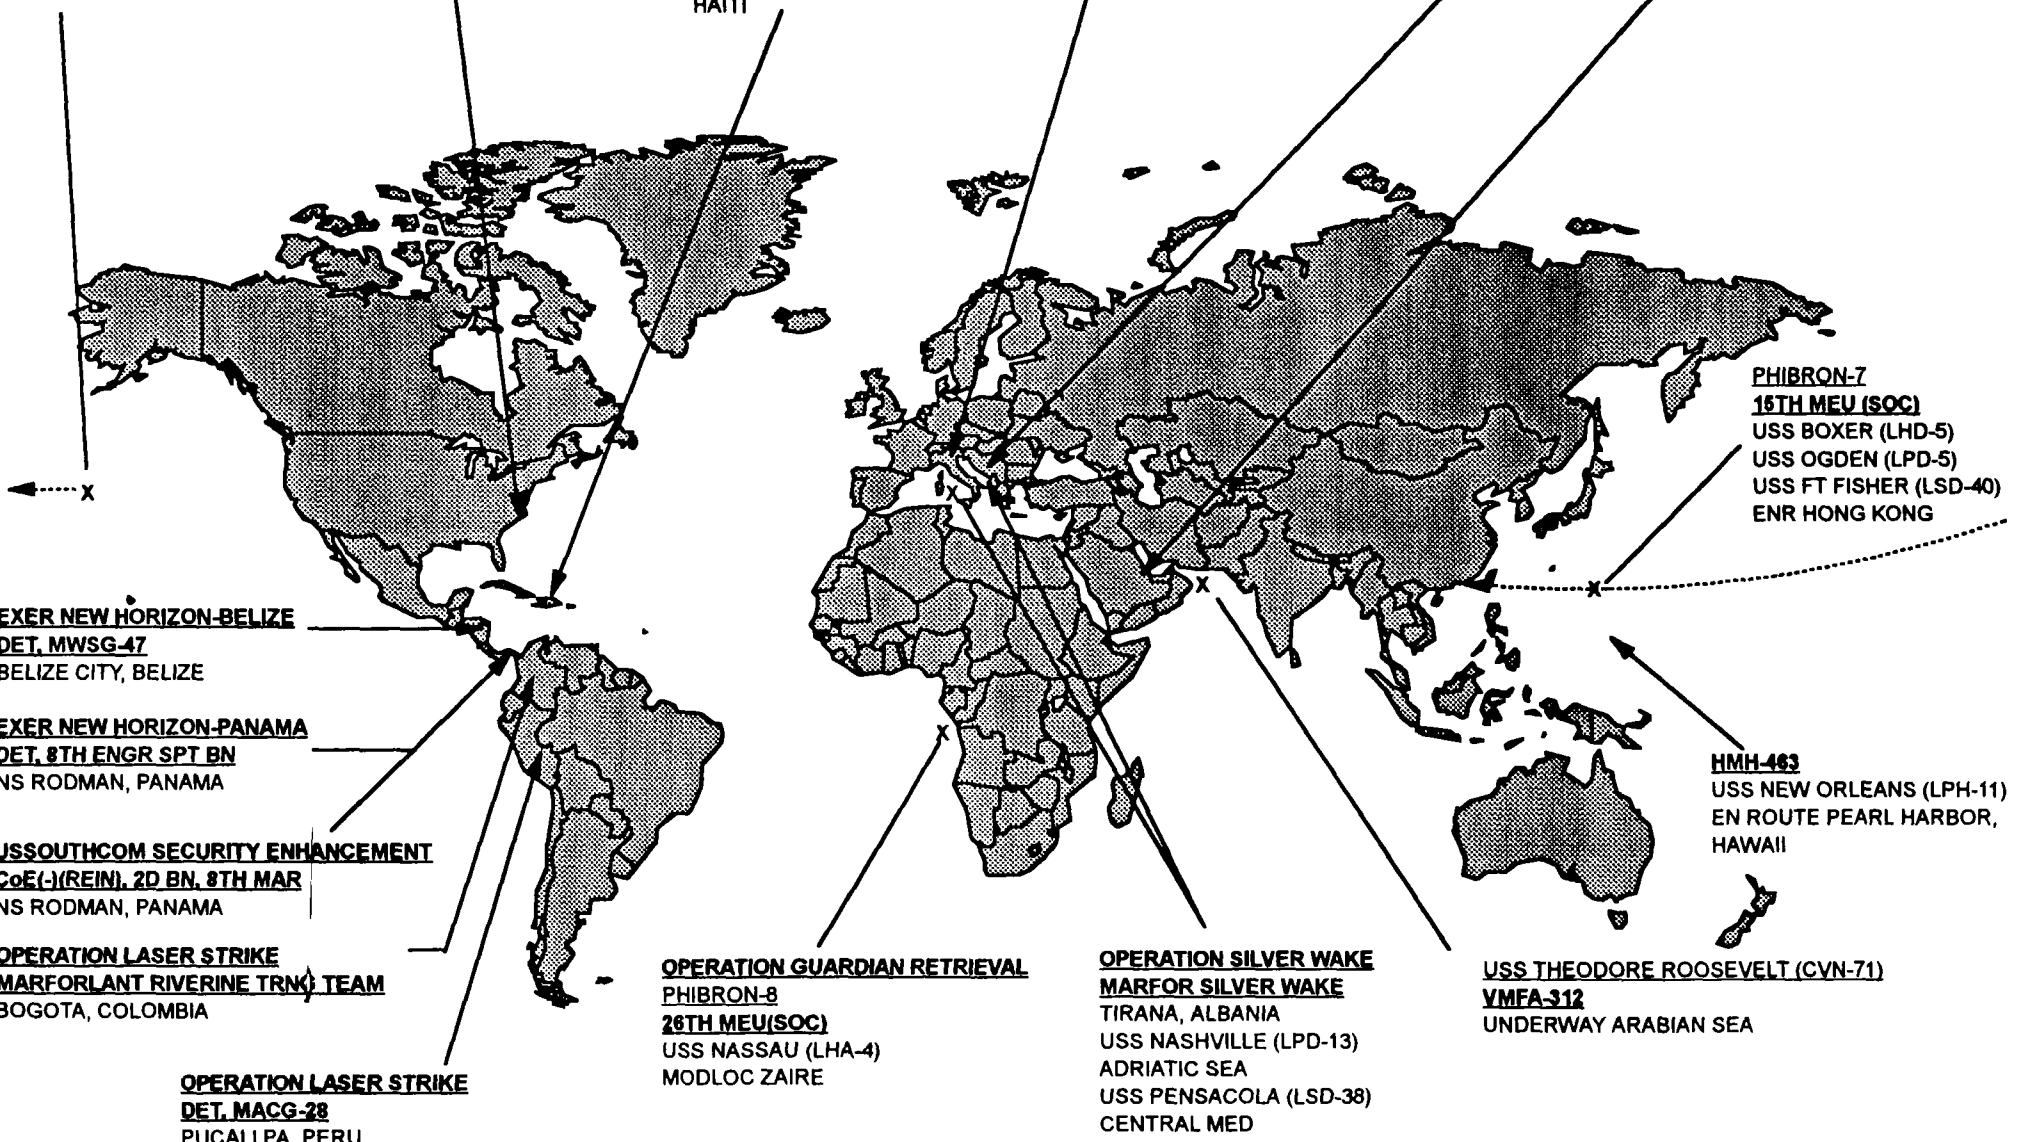 HAITI
PHIBRON-7
15TH MEU (SOC)
USS BOXER (LHD-5)
USS OGDEN (LPD-5)
USS FT FISHER (LSD-40)
ENR HONG KONG
X
X
X
X
X
EXER NEW HORIZON-BELIZE
DET, MWSG-47
BELIZE CITY, BELIZE
EXER NEW HORIZON-PANAMA
DET, 8TH ENGR SPT BN
NS RODMAN, PANAMA
USSOUTHCOM SECURITY ENHANCEMENT
CoE(-)(REIN), 2D BN, 8TH MAR
NS RODMAN, PANAMA
OPERATION LASER STRIKE
MARFORLANT RIVERINE TRNG TEAM
BOGOTA, COLOMBIA
OPERATION LASER STRIKE
DET, MACG-28
PUCALLPA, PERU
OPERATION GUARDIAN RETRIEVAL
PHIBRON-8
26TH MEU(SOC)
USS NASSAU (LHA-4)
MODLOC ZAIRE
OPERATION SILVER WAKE
MARFOR SILVER WAKE
TIRANA, ALBANIA
USS NASHVILLE (LPD-13)
ADRIATIC SEA
USS PENSACOLA (LSD-38)
CENTRAL MED
USS THEODORE ROOSEVELT (CVN-71)
VMFA-312
UNDERWAY ARABIAN SEA
HMH-463
USS NEW ORLEANS (LPH-11)
EN ROUTE PEARL HARBOR,
HAWAII